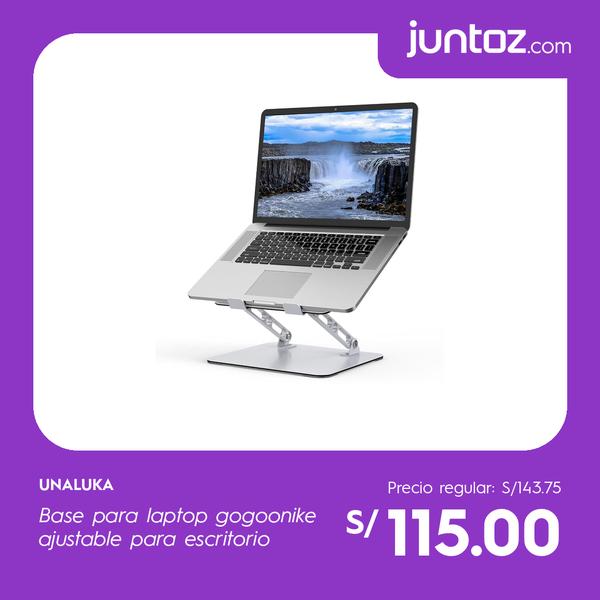 juntoz.com
UNALUKA
Base para laptop gogoonike
ajustable para escritorio
Precio regular: S/143.75
S/115.00